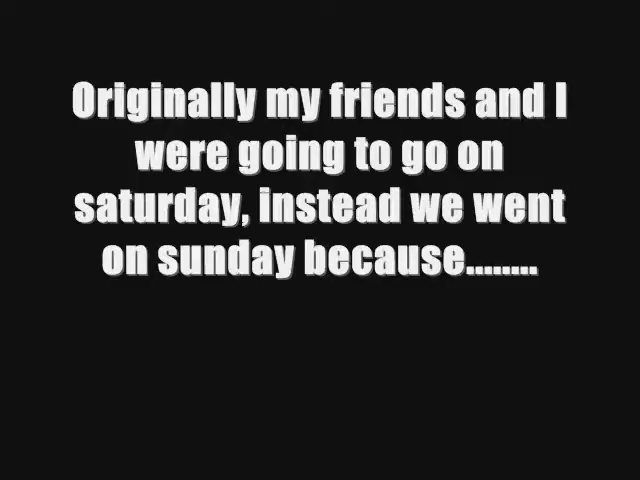 Originally my friends and I
were going to go on
saturday, instead we went
on sunday because........